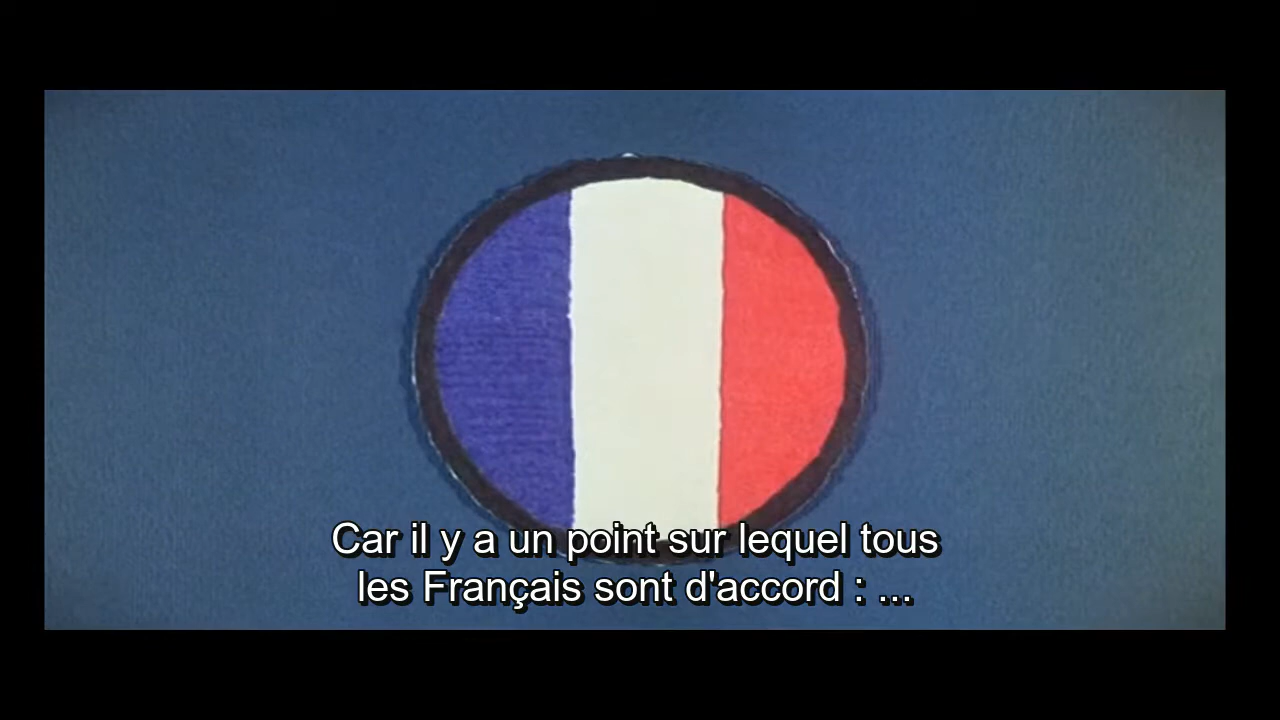 Car il y a un point sur lequel tous
les Français sont d'accord : ...